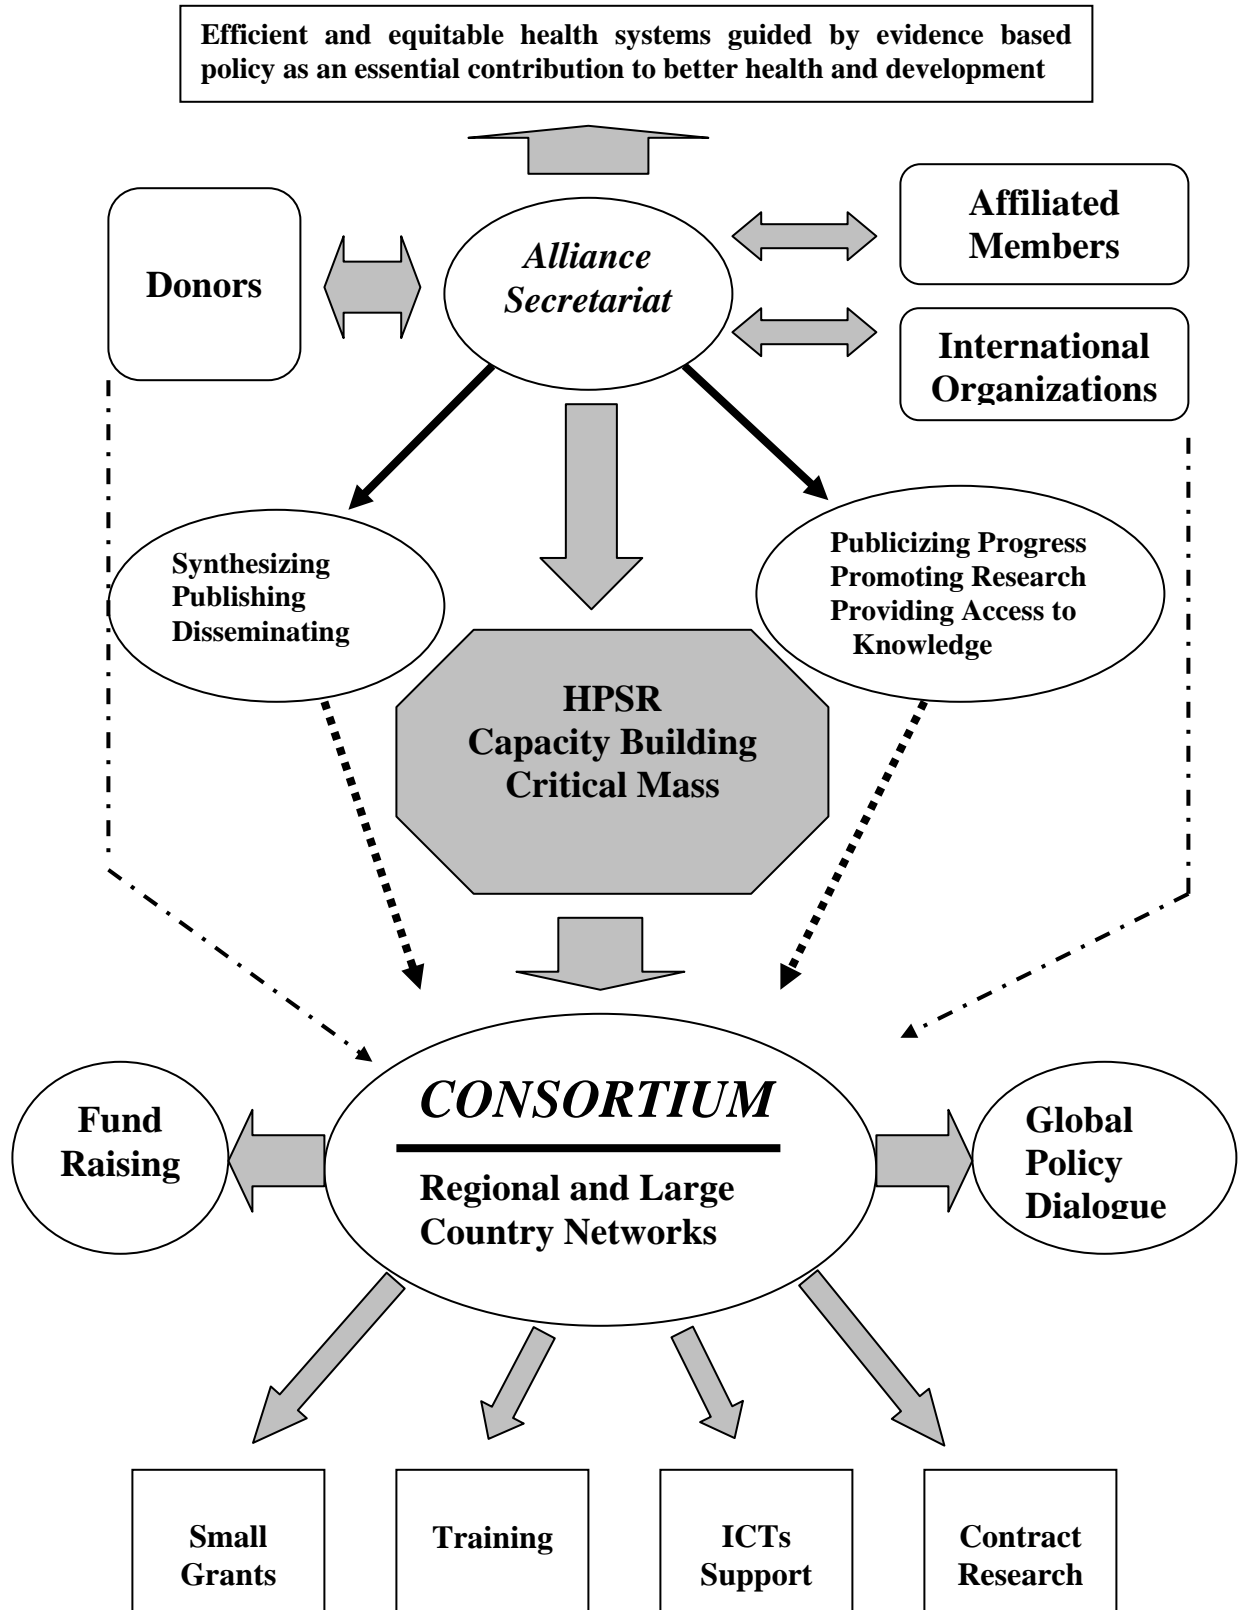 Efficient and equitable health systems guided by evidence based
policy as an essential contribution to better health and development
Donors
Alliance
Secretariat
Affiliated
Members
International
Organizations
Synthesizing
Publishing
Disseminating
Publicizing Progress
Promoting Research
Providing Access to
Knowledge
HPSR
Capacity Building
Critical Mass
Fund
Raising
CONSORTIUM
Regional and Large
Country Networks
Global
Policy
Dialogue
Small
Grants
Training
ICTs
Support
Contract
Research